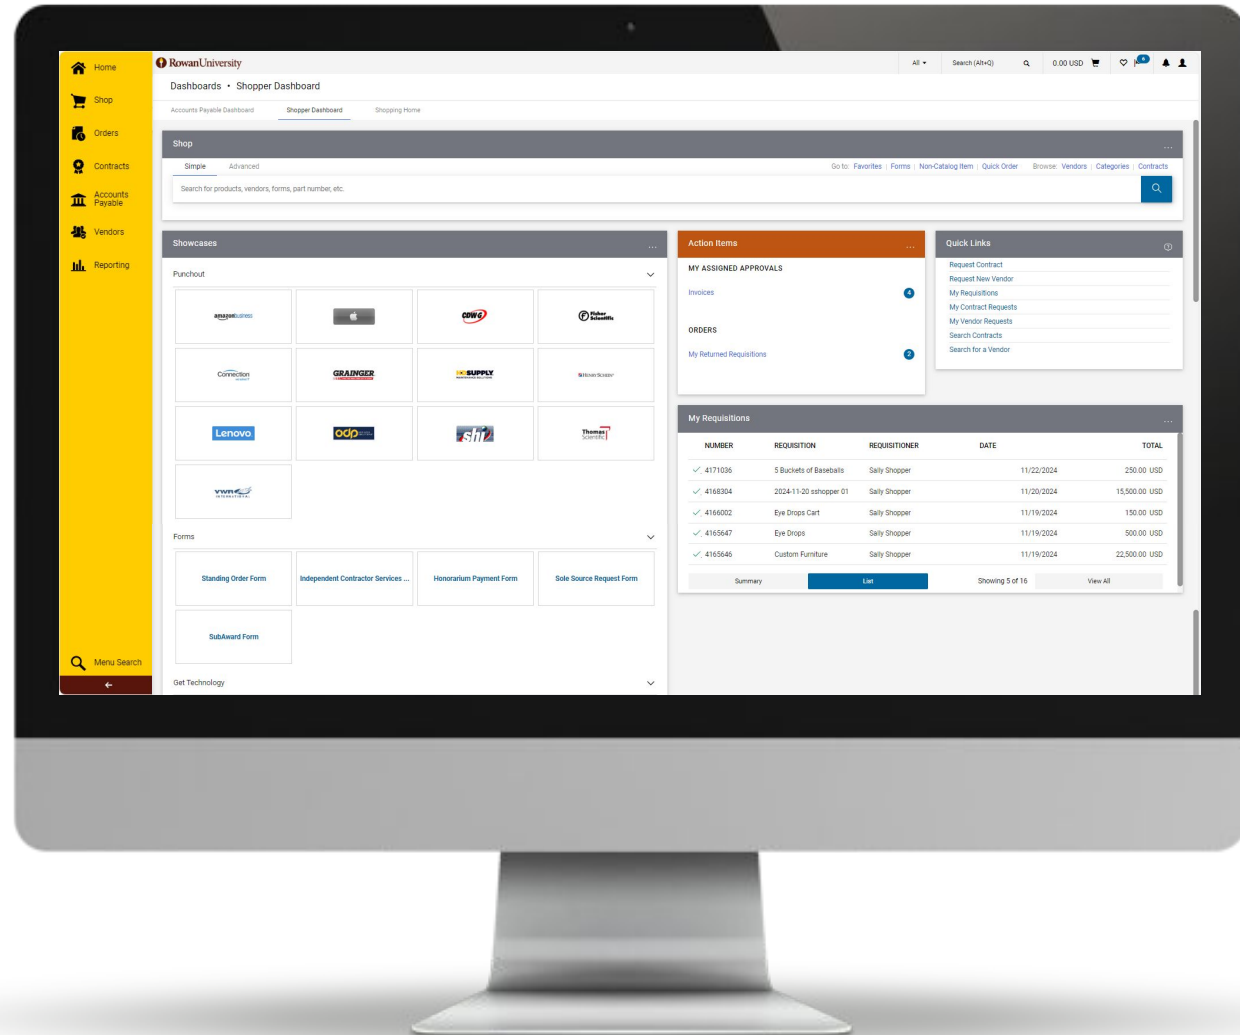 Home
Shop
Orders
Contracts
Accounts
Payable
Vendors
Reporting
Menu Search
RowanUniversity
All
Search (Alt+Q)
0.00 USD
6
Dashboards • Shopper Dashboard
Accounts Payable Dashboard Shopper Dashboard Shopping Home
Shop
...
Simple Advanced
Go to: Favorites | Forms | Non-Catalog Item | Quick Order Browse: Vendors | Categories | Contracts
Search for products, vendors, forms, part number, etc.
Showcases
...
Punchout
amazonbusiness
CDW G
Fisher
Scientific
Connection
GRAINGER
HD SUPPLY
HENRY SCHEIN
Lenovo
odp
shi
Thomas
Scientific
vwr
INTERNATIONAL
Forms
Standing Order Form
Independent Contractor Services ...
Honorarium Payment Form
Sole Source Request Form
SubAward Form
Get Technology
Action Items
...
MY ASSIGNED APPROVALS
Invoices 4
ORDERS
My Returned Requisitions 2
Quick Links
Request Contract
Request New Vendor
My Requisitions
My Contract Requests
My Vendor Requests
Search Contracts
Search for a Vendor
My Requisitions
...
NUMBER REQUISITION REQUISITIONER DATE TOTAL
4171036 5 Buckets of Baseballs Sally Shopper 11/22/2024 250.00 USD
4168304 2024-11-20 sshopper 01 Sally Shopper 11/20/2024 15,500.00 USD
4166002 Eye Drops Cart Sally Shopper 11/19/2024 150.00 USD
4165647 Eye Drops Sally Shopper 11/19/2024 500.00 USD
4165646 Custom Furniture Sally Shopper 11/19/2024 22,500.00 USD
Summary List Showing 5 of 16 View All